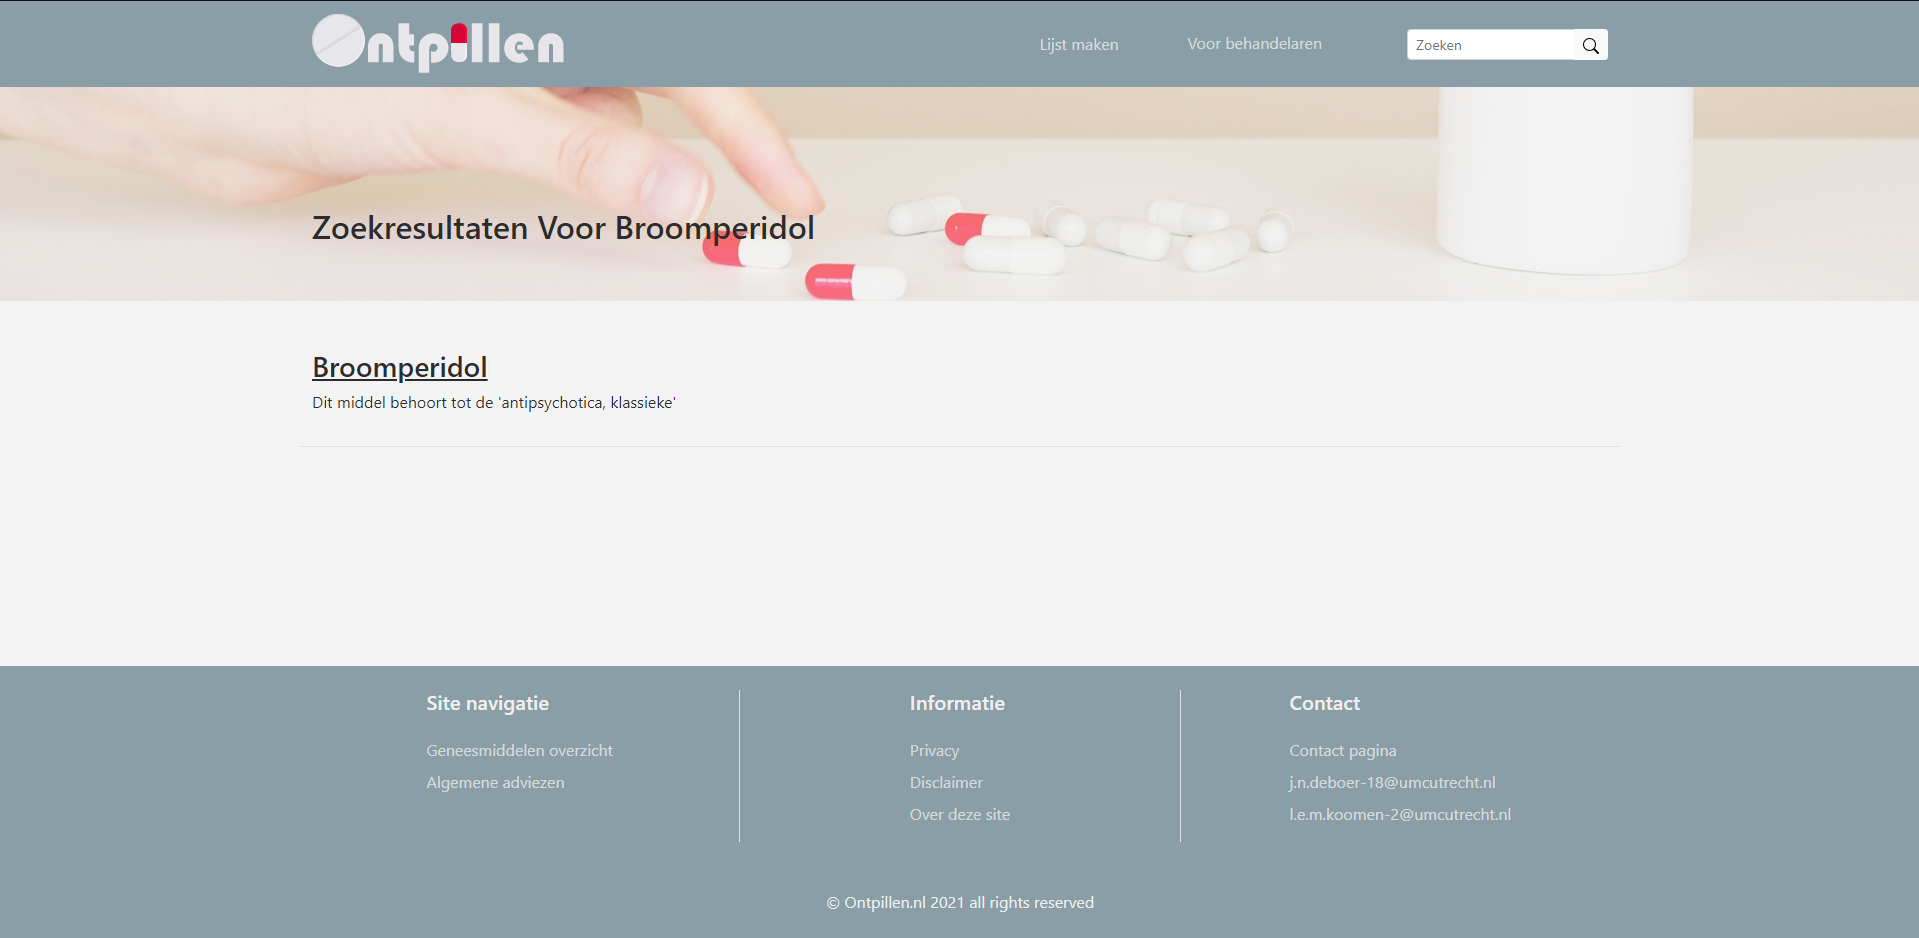 Ontpillen
Lijst maken
Voor behandelaren
Zoeken
Zoekresultaten Voor Broomperidol
Broomperidol
Dit middel behoort tot de 'antipsychotica, klassieke'
Site navigatie
Geneesmiddelen overzicht
Algemene adviezen
Informatie
Privacy
Disclaimer
Over deze site
Contact
Contact pagina
j.n.deboer-18@umcutrecht.nl
l.e.m.koomen-2@umcutrecht.nl
© Ontpillen.nl 2021 all rights reserved